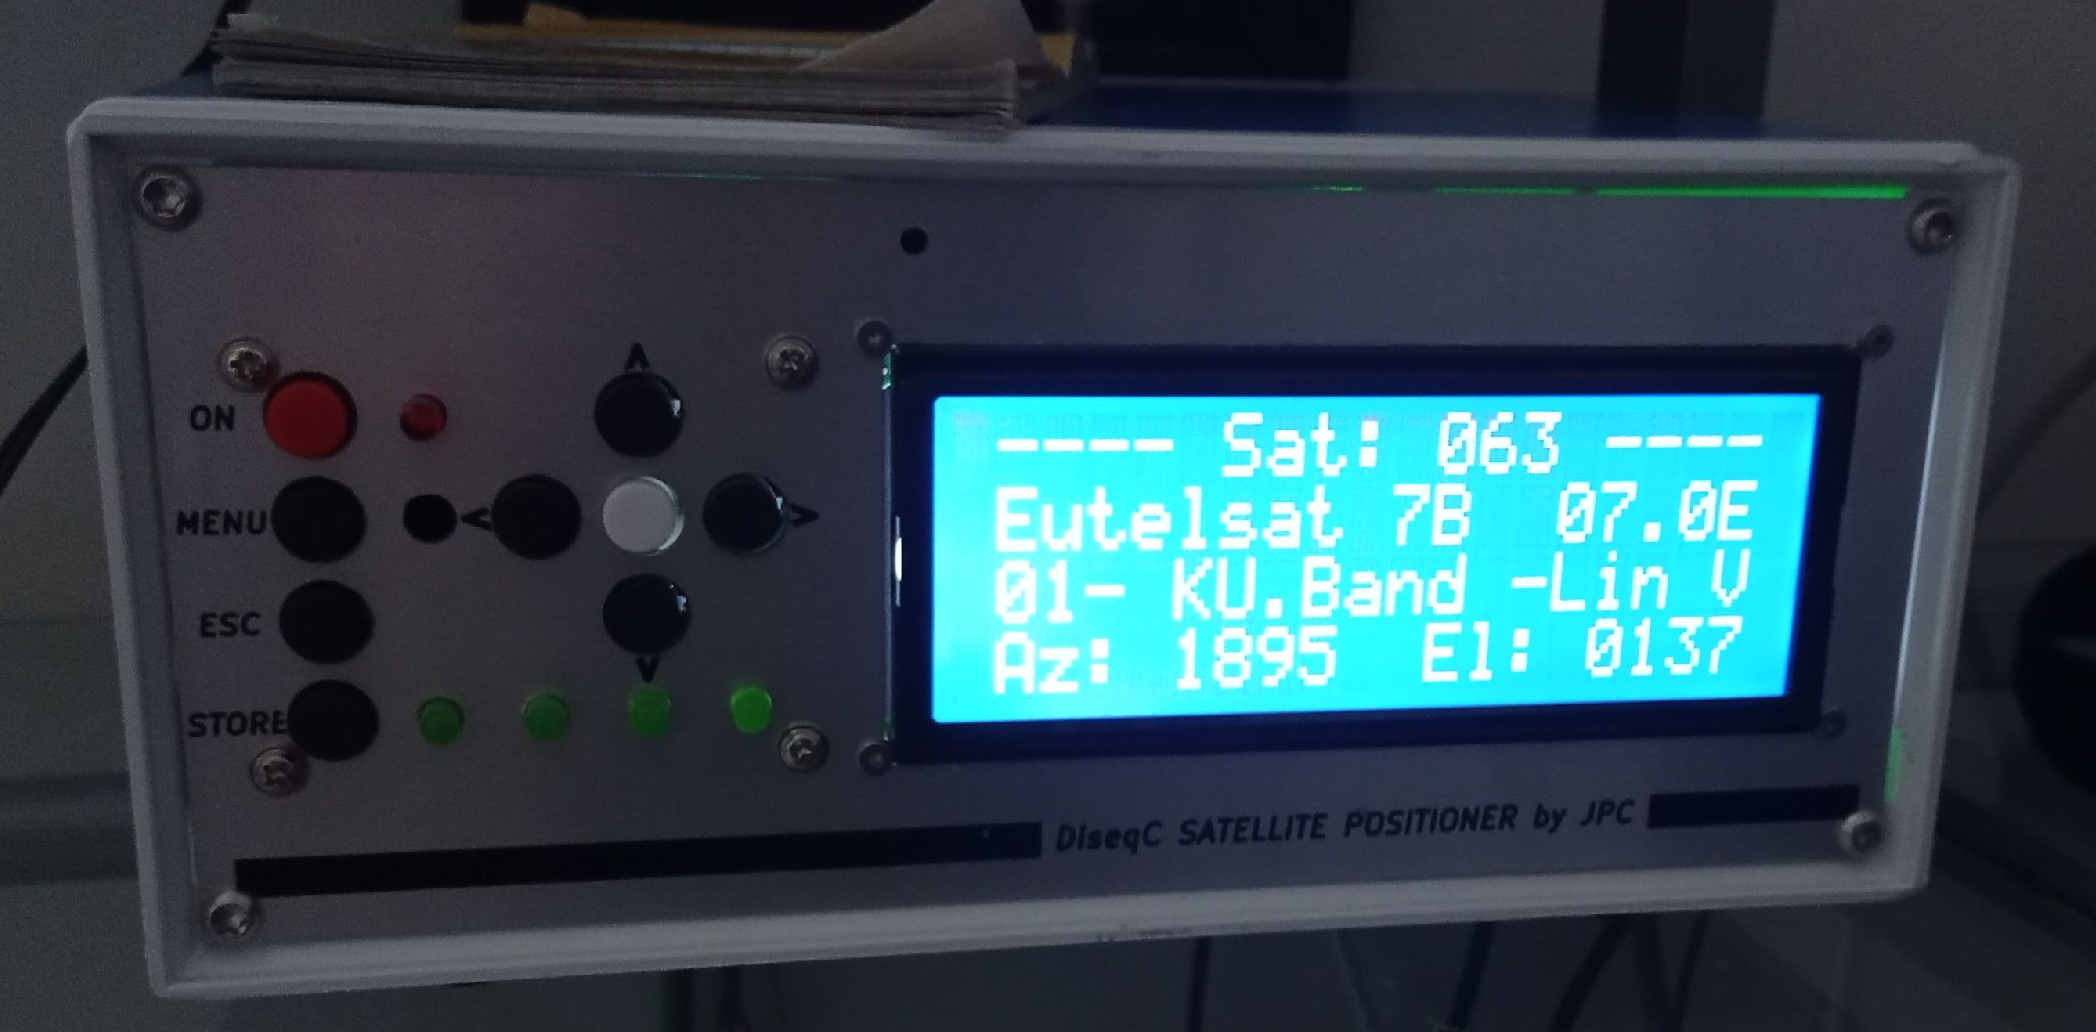 ON
MENU
ESC
STORE
^
<
>
v
---- Sat: 063 ----
Eutelsat 7B 07.0E
01- KU.Band -Lin V
Az: 1895 El: 0137
DiseqC SATELLITE POSITIONER by JPC